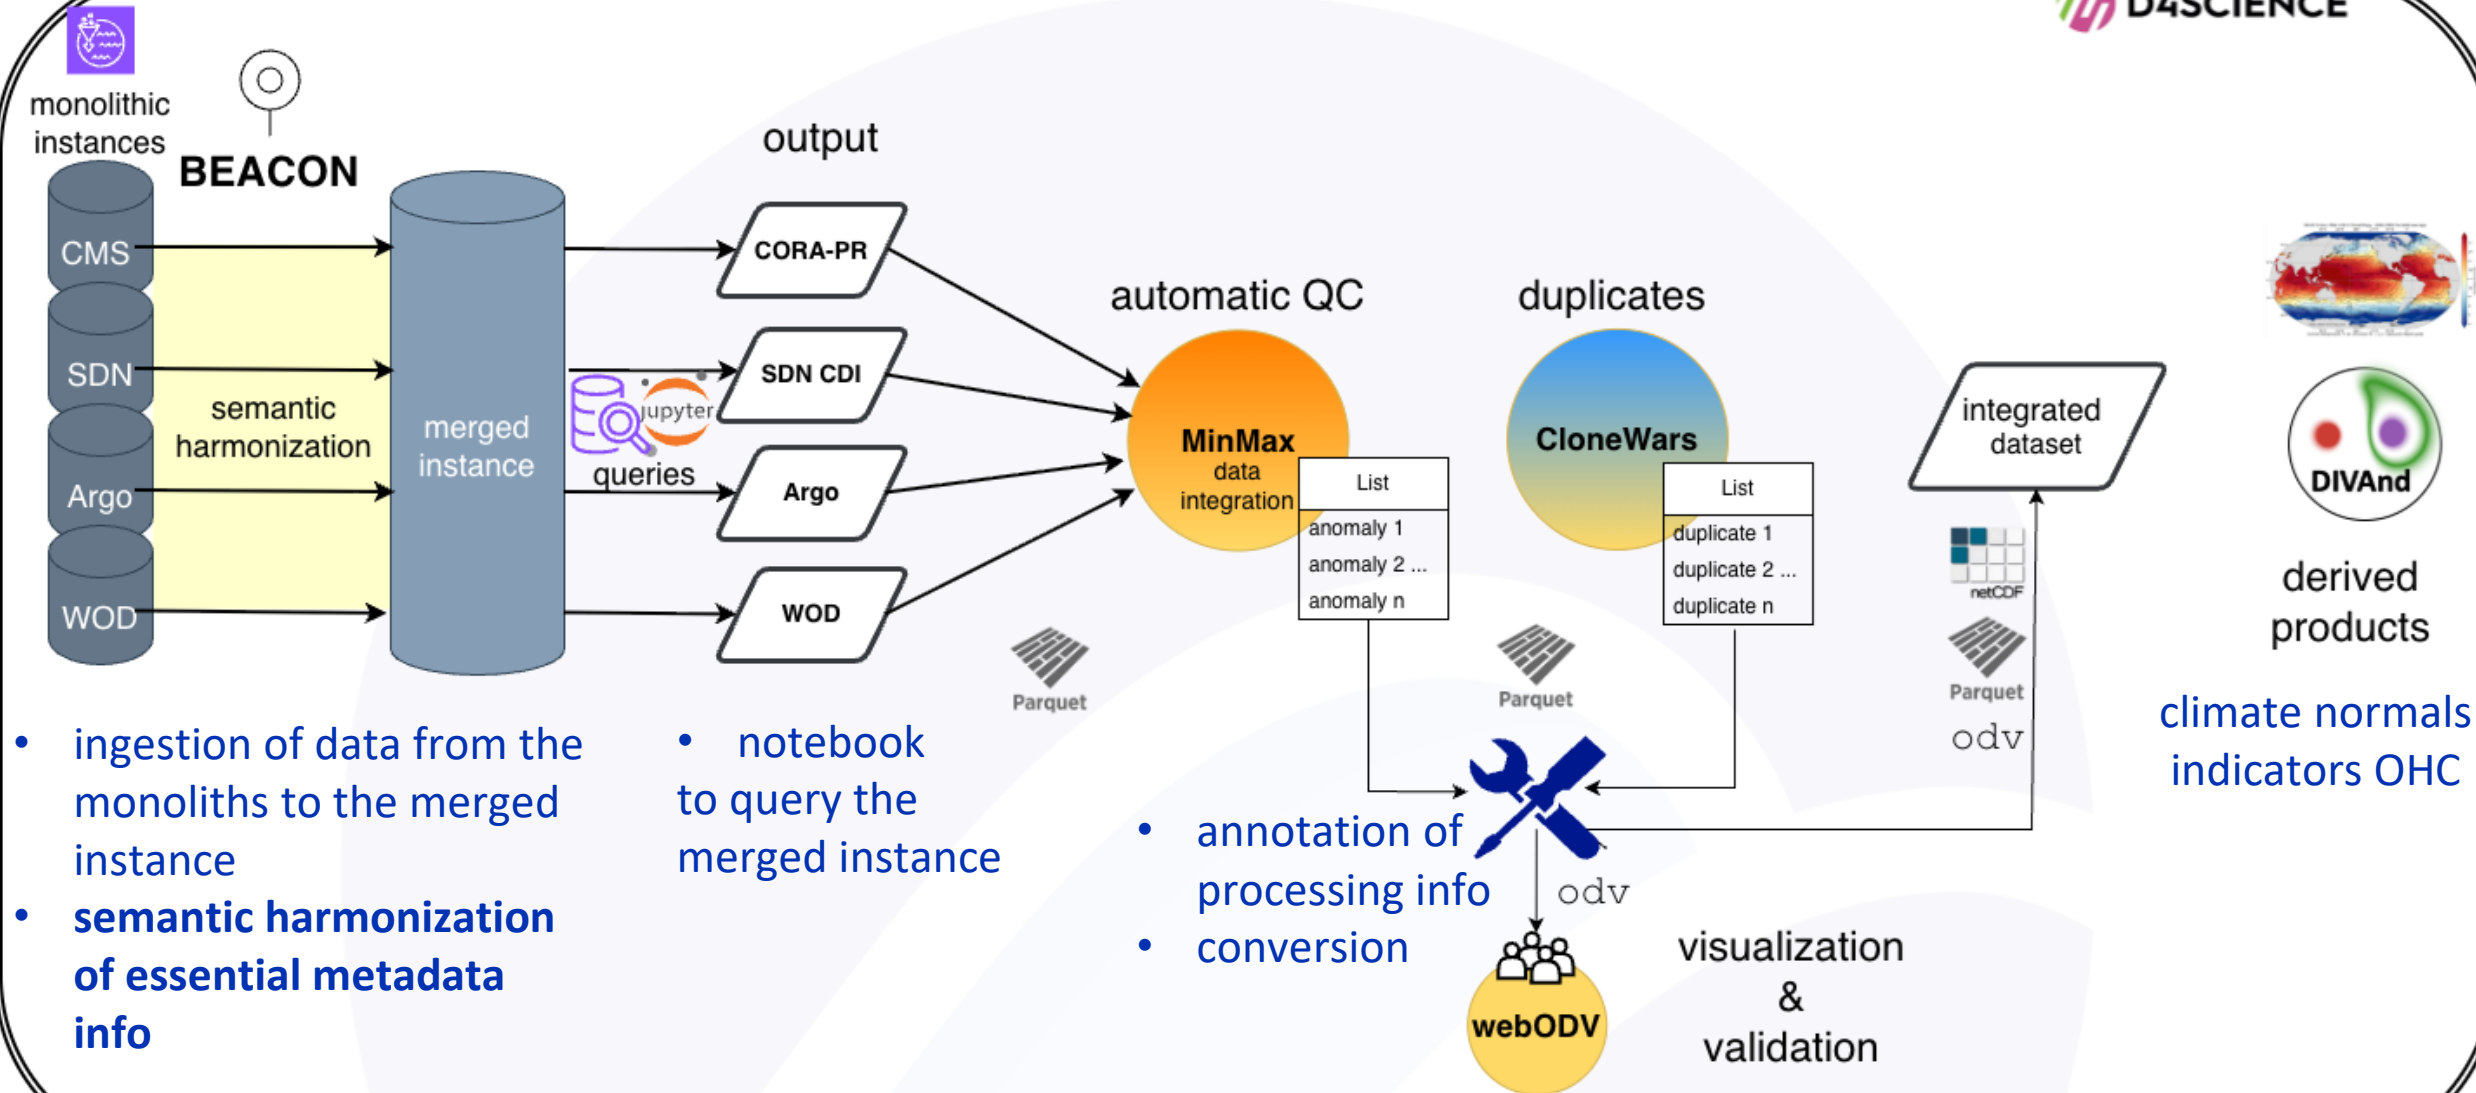 D4SCIENCE
monolithic
instances
BEACON
output
CMS
SDN
Argo
WOD
semantic
harmonization
merged
instance
jupyter
queries
CORA-PR
SDN CDI
Argo
WOD
Parquet
automatic QC
MinMax
data
integration
List
anomaly 1
anomaly 2 ...
anomaly n
duplicates
CloneWars
List
duplicate 1
duplicate 2 ...
duplicate n
Parquet
integrated
dataset
netCDF
Parquet
odv
DIVAnd
derived
products
climate normals
indicators OHC
• ingestion of data from the
monoliths to the merged
instance
• semantic harmonization
of essential metadata
info
• notebook
to query the
merged instance
• annotation of
processing info
• conversion
odv
webODV
visualization
&
validation